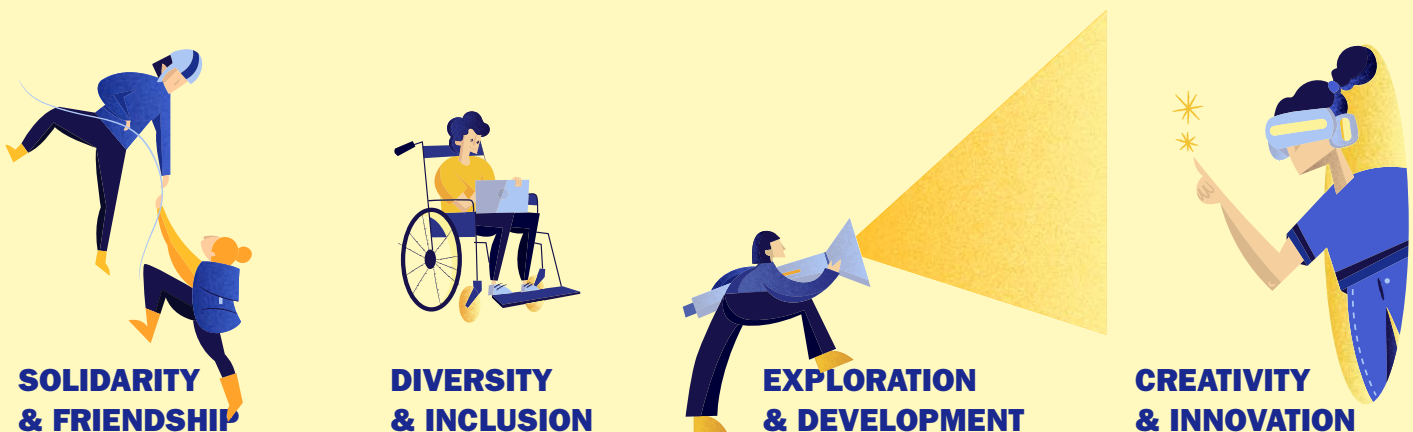 SOLIDARITY
& FRIENDSHIP
DIVERSITY
& INCLUSION
EXPLORATION
& DEVELOPMENT
CREATIVITY
& INNOVATION